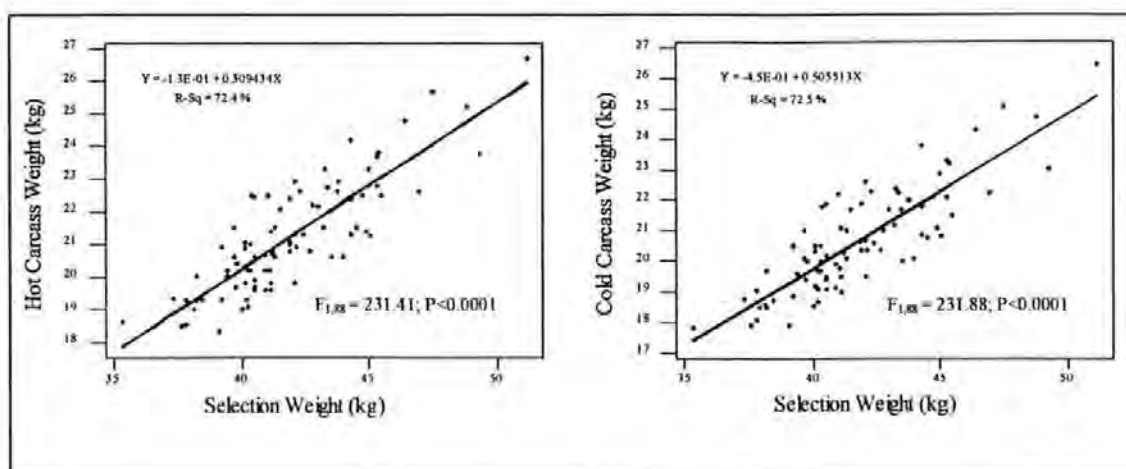 Y = -1.3E-01 + 0.509434X
R-Sq = 72.4 %
Hot Carcass Weight (kg)
27
26
25
24
23
22
21
20
19
18
F1,88 = 231.41; P<0.0001
35
40
45
50
Selection Weight (kg)
Y = -4.5E-01 + 0.505513X
R-Sq = 72.5 %
Cold Carcass Weight (kg)
27
26
25
24
23
22
21
20
19
18
17
F1,88 = 231.88; P<0.0001
35
40
45
50
Selection Weight (kg)